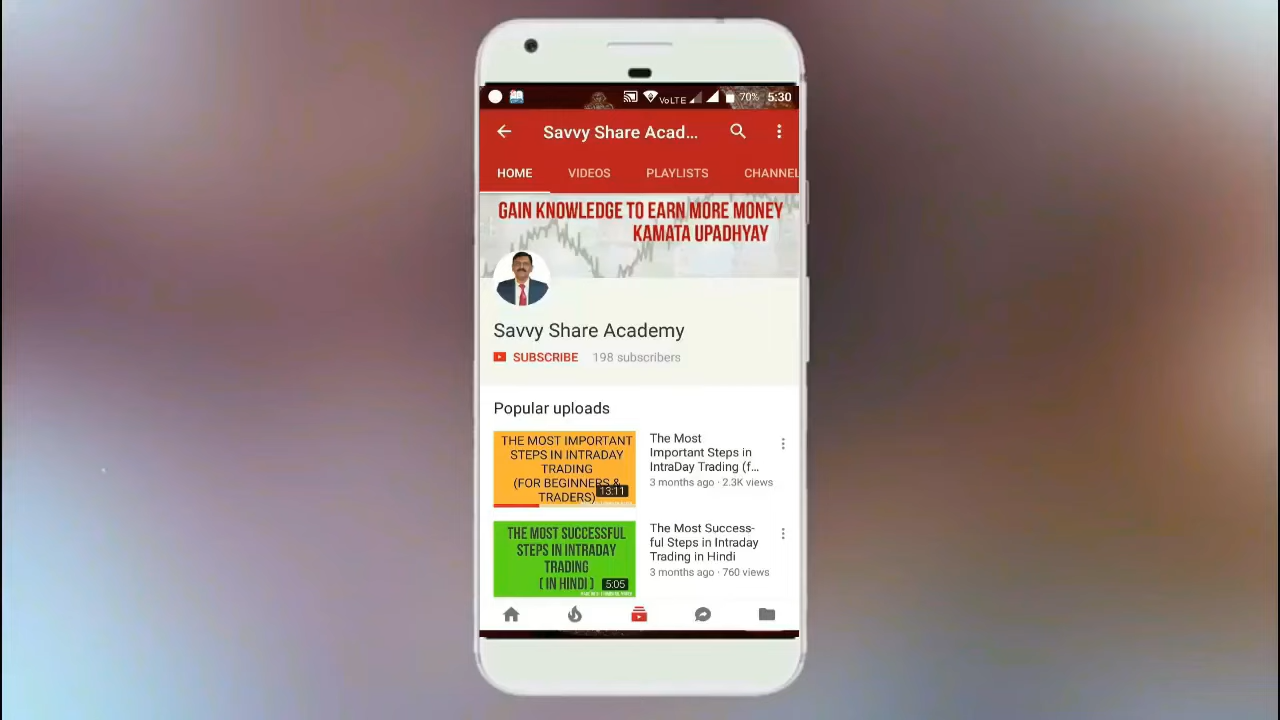 VoLTE 70% 5:30
Savvy Share Acad...
HOME VIDEOS PLAYLISTS CHANNEL
GAIN KNOWLEDGE TO EARN MORE MONEY
KAMATA UPADHYAY
Savvy Share Academy
SUBSCRIBE 198 subscribers
Popular uploads
THE MOST IMPORTANT
STEPS IN INTRADAY
TRADING
(FOR BEGINNERS &
TRADERS)
13:11
The Most
Important Steps in
IntraDay Trading (f...
3 months ago · 2.3K views
THE MOST SUCCESSFUL
STEPS IN INTRADAY
TRADING
( IN HINDI )
5:05
The Most Success-
ful Steps in Intraday
Trading in Hindi
3 months ago · 760 views